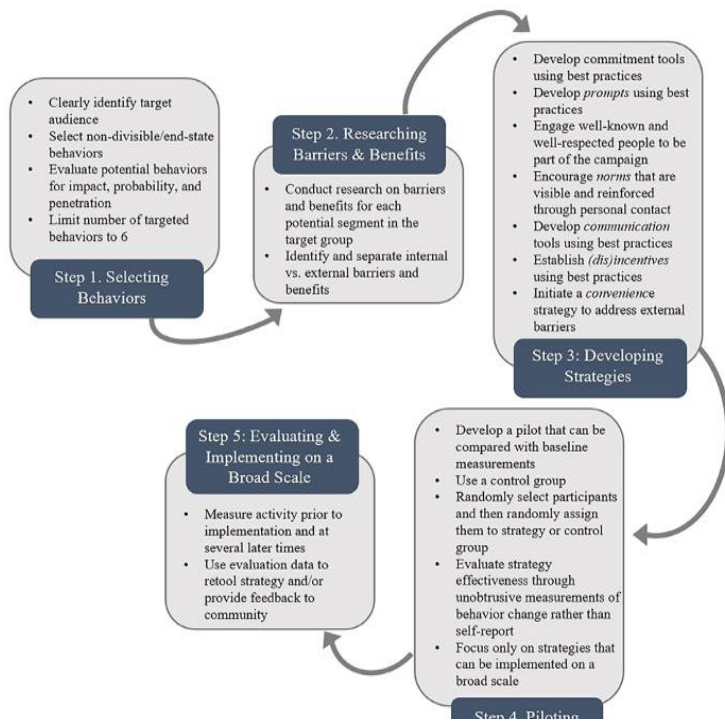 • Clearly identify target
audience
• Select non-divisible/end-state
behaviors
• Evaluate potential behaviors
for impact, probability, and
penetration
• Limit number of targeted
behaviors to 6
Step 1. Selecting
Behaviors
Step 2. Researching
Barriers & Benefits
• Conduct research on barriers
and benefits for each
potential segment in the
target group
• Identify and separate internal
vs. external barriers and
benefits
• Develop commitment tools
using best practices
• Develop prompts using best
practices
• Engage well-known and
well-respected people to be
part of the campaign
• Encourage norms that are
visible and reinforced
through personal contact
• Develop communication
tools using best practices
• Establish (dis)incentives
using best practices
• Initiate a convenience
strategy to address external
barriers
Step 3: Developing
Strategies
• Develop a pilot that can be
compared with baseline
measurements
• Use a control group
• Randomly select participants
and then randomly assign
them to strategy or control
group
• Evaluate strategy
effectiveness through
unobtrusive measurements of
behavior change rather than
self-report
• Focus only on strategies that
can be implemented on a
broad scale
Step 4. Piloting
Step 5: Evaluating &
Implementing on a
Broad Scale
• Measure activity prior to
implementation and at
several later times
• Use evaluation data to
retool strategy and/or
provide feedback to
community